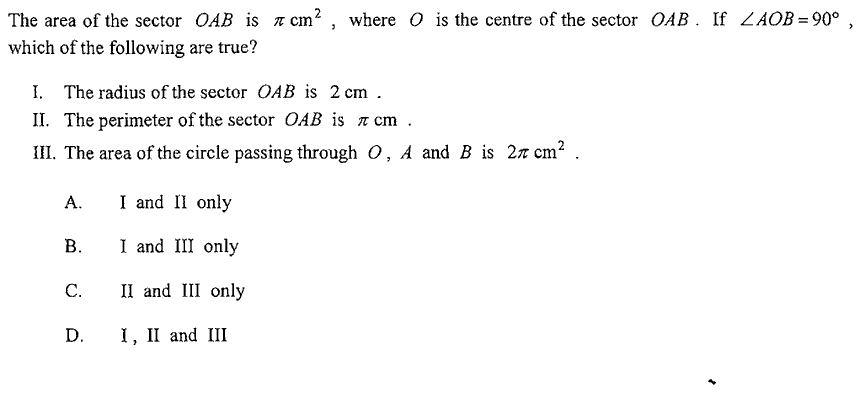 The area of the sector OAB is π cm² , where O is the centre of the sector OAB . If ∠AOB = 90° ,
which of the following are true?
I. The radius of the sector OAB is 2 cm .
II. The perimeter of the sector OAB is π cm .
III. The area of the circle passing through O , A and B is 2π cm² .
A. I and II only
B. I and III only
C. II and III only
D. I , II and III